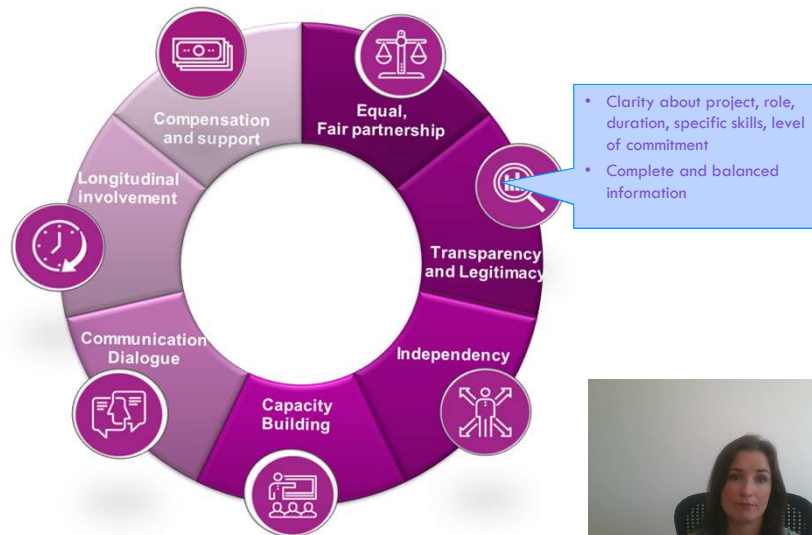 Compensation
and support
Equal,
Fair partnership
• Clarity about project, role,
duration, specific skills, level
of commitment
• Complete and balanced
information
Longitudinal
involvement
Transparency
and Legitimacy
Communication
Dialogue
Independency
Capacity
Building